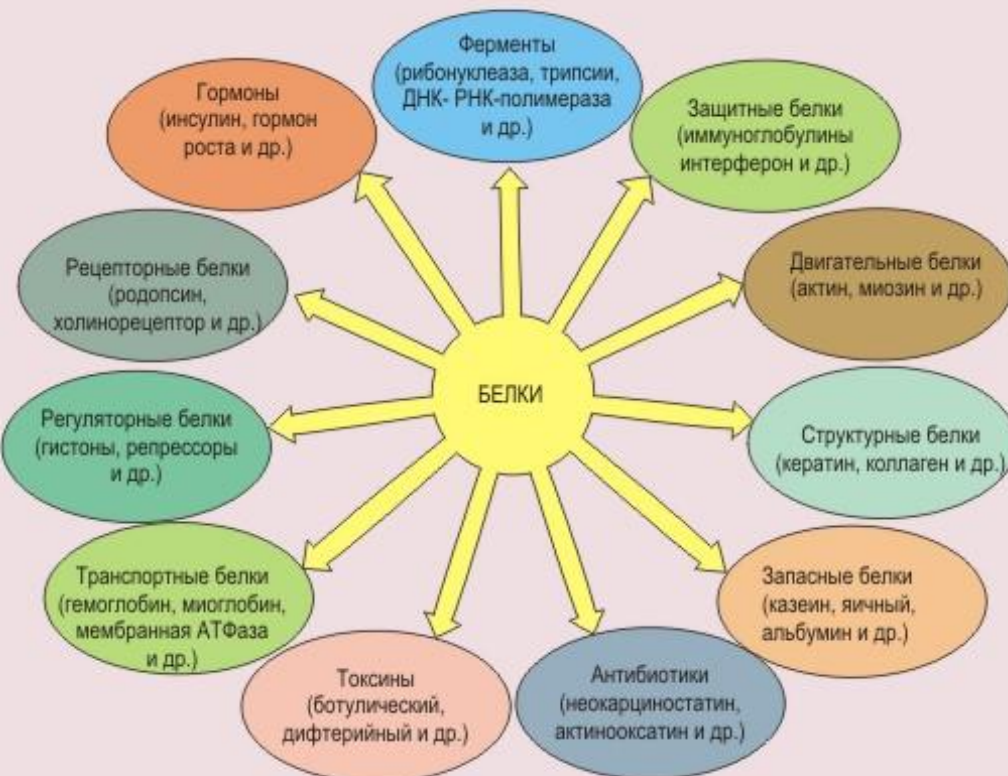 Ферменты
(рибонуклеаза, трипсии,
ДНК- РНК-полимераза
и др.)
Гормоны
(инсулин, гормон
роста и др.)
Защитные белки
(иммуноглобулины
интерферон и др.)
Рецепторные белки
(родопсин,
холинорецептор и др.)
Двигательные белки
(актин, миозин и др.)
БЕЛКИ
Регуляторные белки
(гистоны, репрессоры
и др.)
Структурные белки
(кератин, коллаген и др.)
Транспортные белки
(гемоглобин, миоглобин,
мембранная АТФаза
и др.)
Запасные белки
(казеин, яичный,
альбумин и др.)
Токсины
(ботулический,
дифтерийный и др.)
Антибиотики
(неокарциностатин,
актинооксатин и др.)